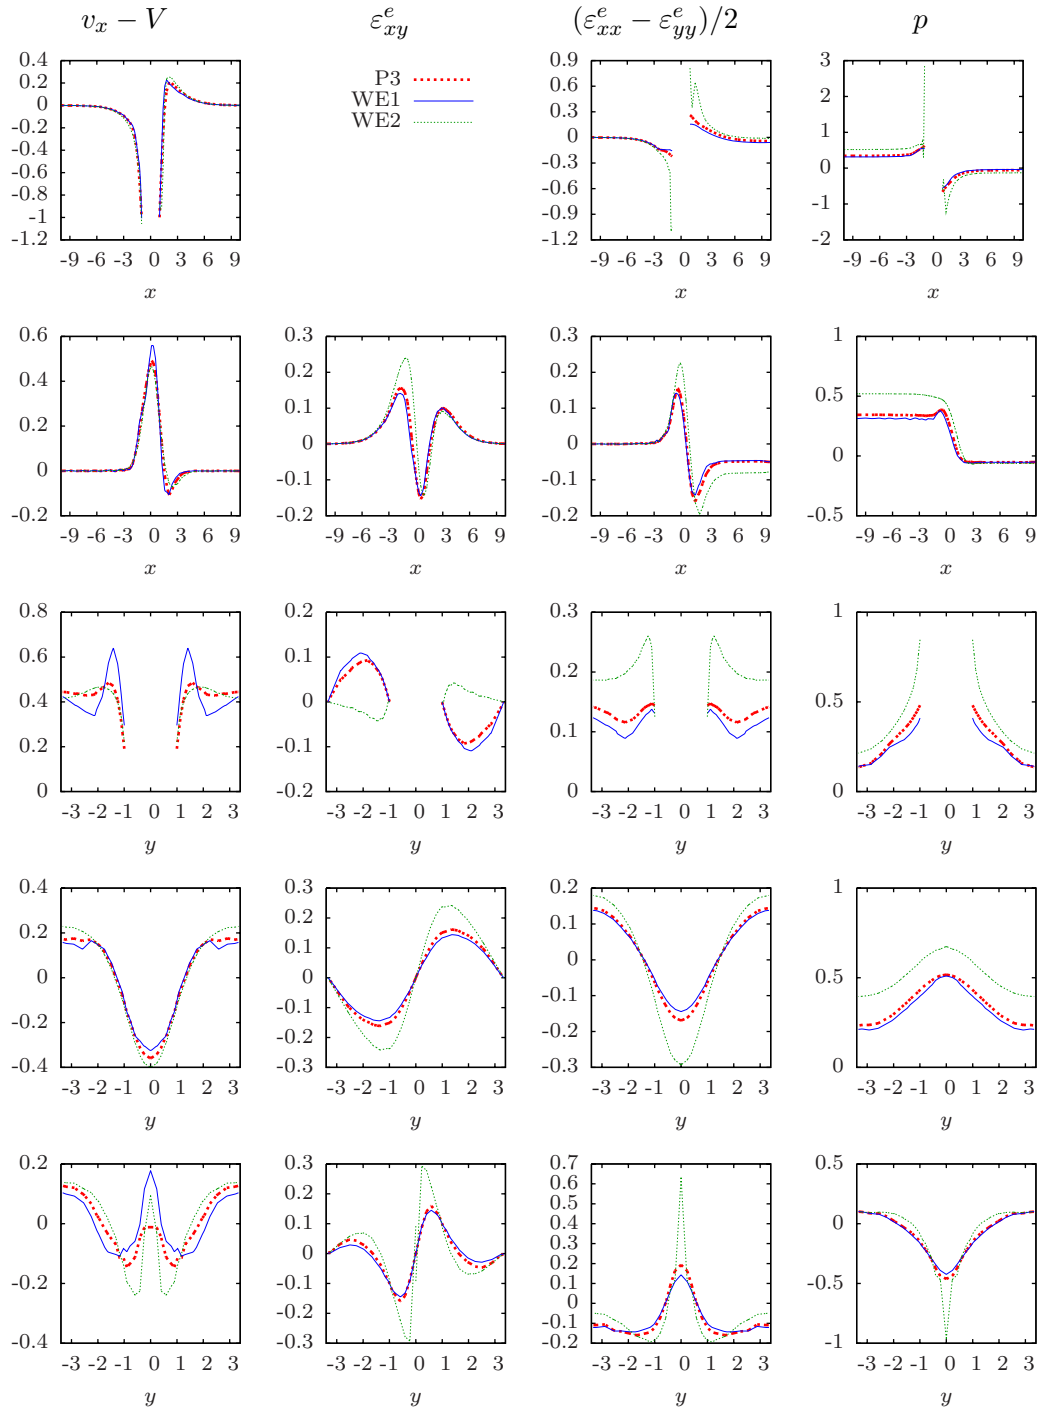 v_x − V ε^e_{xy} (ε^e_{xx} − ε^e_{yy})/2 p
P3
WE1
WE2
0.4 0.2 0 -0.2 -0.4 -0.6 -0.8 -1 -1.2
-9 -6 -3 0 3 6 9
x
0.9 0.6 0.3 0 -0.3 -0.6 -0.9 -1.2
-9 -6 -3 0 3 6 9
x
3 2 1 0 -1 -2
-9 -6 -3 0 3 6 9
x
0.6 0.4 0.2 0 -0.2
-9 -6 -3 0 3 6 9
x
0.3 0.2 0.1 0 -0.1 -0.2
-9 -6 -3 0 3 6 9
x
0.3 0.2 0.1 0 -0.1 -0.2
-9 -6 -3 0 3 6 9
x
1 0.5 0 -0.5
-9 -6 -3 0 3 6 9
x
0.8 0.6 0.4 0.2 0
-3 -2 -1 0 1 2 3
y
0.2 0.1 0 -0.1 -0.2
-3 -2 -1 0 1 2 3
y
0.3 0.2 0.1 0
-3 -2 -1 0 1 2 3
y
1 0.5 0
-3 -2 -1 0 1 2 3
y
0.4 0.2 0 -0.2 -0.4
-3 -2 -1 0 1 2 3
y
0.3 0.2 0.1 0 -0.1 -0.2 -0.3
-3 -2 -1 0 1 2 3
y
0.2 0.1 0 -0.1 -0.2 -0.3
-3 -2 -1 0 1 2 3
y
1 0.5 0
-3 -2 -1 0 1 2 3
y
0.2 0 -0.2 -0.4
-3 -2 -1 0 1 2 3
y
0.3 0.2 0.1 0 -0.1 -0.2 -0.3
-3 -2 -1 0 1 2 3
y
0.7 0.6 0.5 0.4 0.3 0.2 0.1 0 -0.1 -0.2
-3 -2 -1 0 1 2 3
y
0.5 0 -0.5 -1
-3 -2 -1 0 1 2 3
y